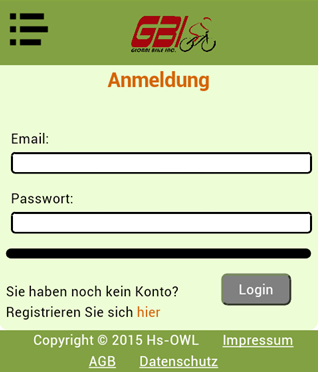 GBI
GLOBAL BIKE INC.
Anmeldung
Email:
Passwort:
Sie haben noch kein Konto?
Registrieren Sie sich hier
Login
Copyright © 2015 Hs-OWL Impressum
AGB Datenschutz